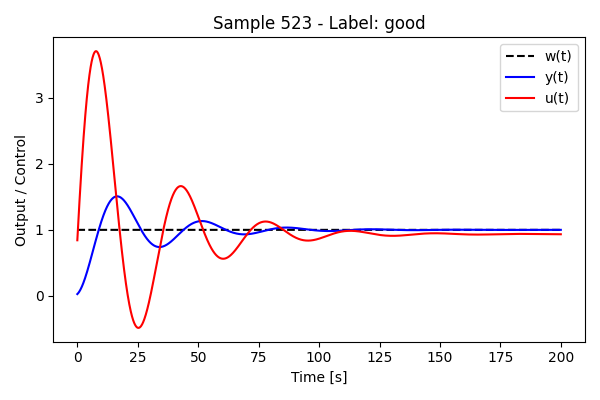 Sample 523 - Label: good
w(t)
y(t)
u(t)
Output / Control
3
2
1
0
0 25 50 75 100 125 150 175 200
Time [s]